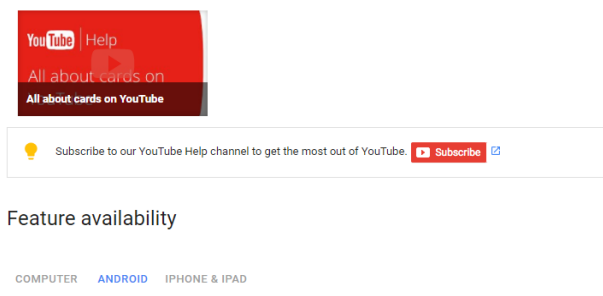 YouTube Help
All about cards on
YouTube
All about cards on YouTube
Subscribe to our YouTube Help channel to get the most out of YouTube. Subscribe
Feature availability
COMPUTER ANDROID IPHONE & IPAD